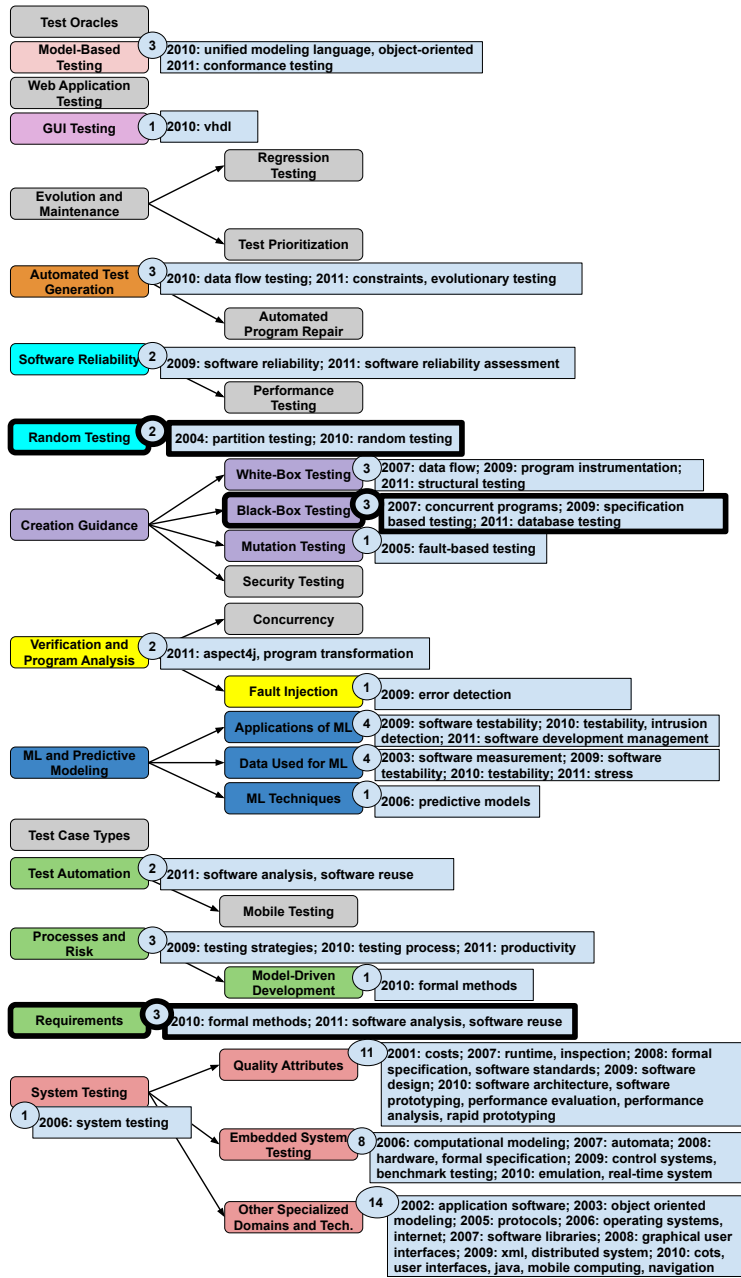 Test Oracles
Model-Based
Testing
3
2010: unified modeling language, object-oriented
2011: conformance testing
Web Application
Testing
GUI Testing
1
2010: vhdl
Regression
Testing
Evolution and
Maintenance
Test Prioritization
Automated Test
Generation
3
2010: data flow testing; 2011: constraints, evolutionary testing
Automated
Program Repair
Software Reliability
2
2009: software reliability; 2011: software reliability assessment
Performance
Testing
Random Testing
2
2004: partition testing; 2010: random testing
White-Box Testing
3
2007: data flow; 2009: program instrumentation;
2011: structural testing
Creation Guidance
Black-Box Testing
3
2007: concurrent programs; 2009: specification
based testing; 2011: database testing
Mutation Testing
1
2005: fault-based testing
Security Testing
Concurrency
Verification and
Program Analysis
2
2011: aspect4j, program transformation
Fault Injection
1
2009: error detection
Applications of ML
4
2009: software testability; 2010: testability, intrusion
detection; 2011: software development management
ML and Predictive
Modeling
Data Used for ML
4
2003: software measurement; 2009: software
testability; 2010: testability; 2011: stress
ML Techniques
1
2006: predictive models
Test Case Types
Test Automation
2
2011: software analysis, software reuse
Mobile Testing
Processes and
Risk
3
2009: testing strategies; 2010: testing process; 2011: productivity
Model-Driven
Development
1
2010: formal methods
Requirements
3
2010: formal methods; 2011: software analysis, software reuse
Quality Attributes
11
2001: costs; 2007: runtime, inspection; 2008: formal
specification, software standards; 2009: software
design; 2010: software architecture, software
prototyping, performance evaluation, performance
analysis, rapid prototyping
System Testing
1
2006: system testing
Embedded System
Testing
8
2006: computational modeling; 2007: automata; 2008:
hardware, formal specification; 2009: control systems,
benchmark testing; 2010: emulation, real-time system
Other Specialized
Domains and Tech.
14
2002: application software; 2003: object oriented
modeling; 2005: protocols; 2006: operating systems,
internet; 2007: software libraries; 2008: graphical user
interfaces; 2009: xml, distributed system; 2010: cots,
user interfaces, java, mobile computing, navigation